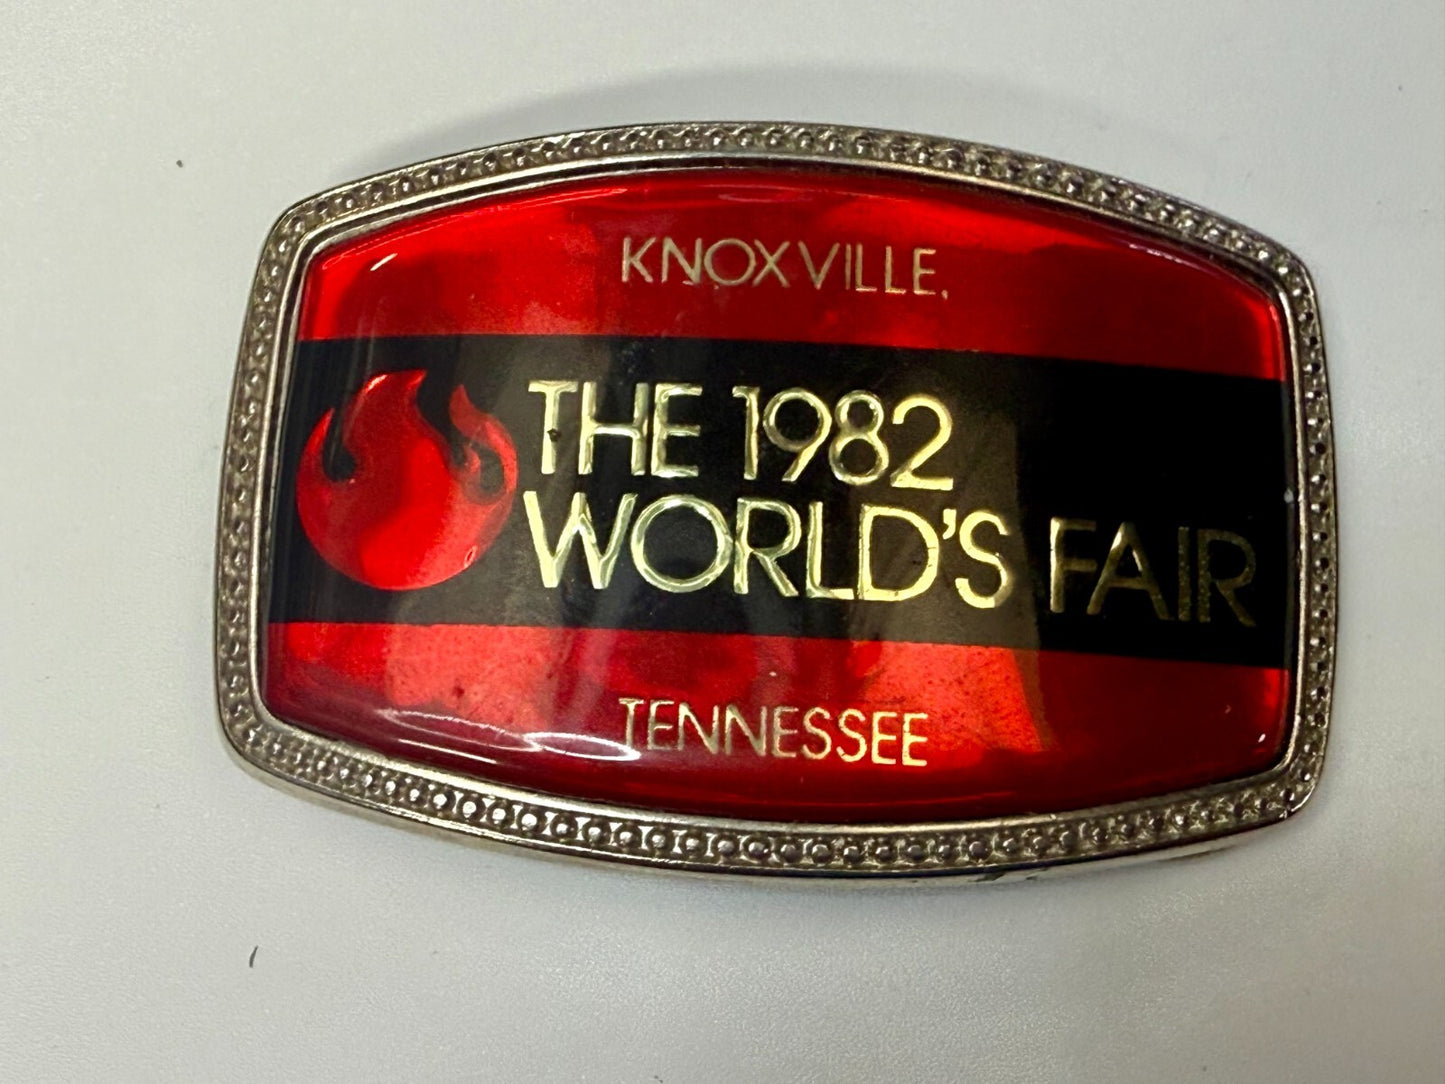 KNOXVILLE,
THE 1982
WORLD'S FAIR
TENNESSEE